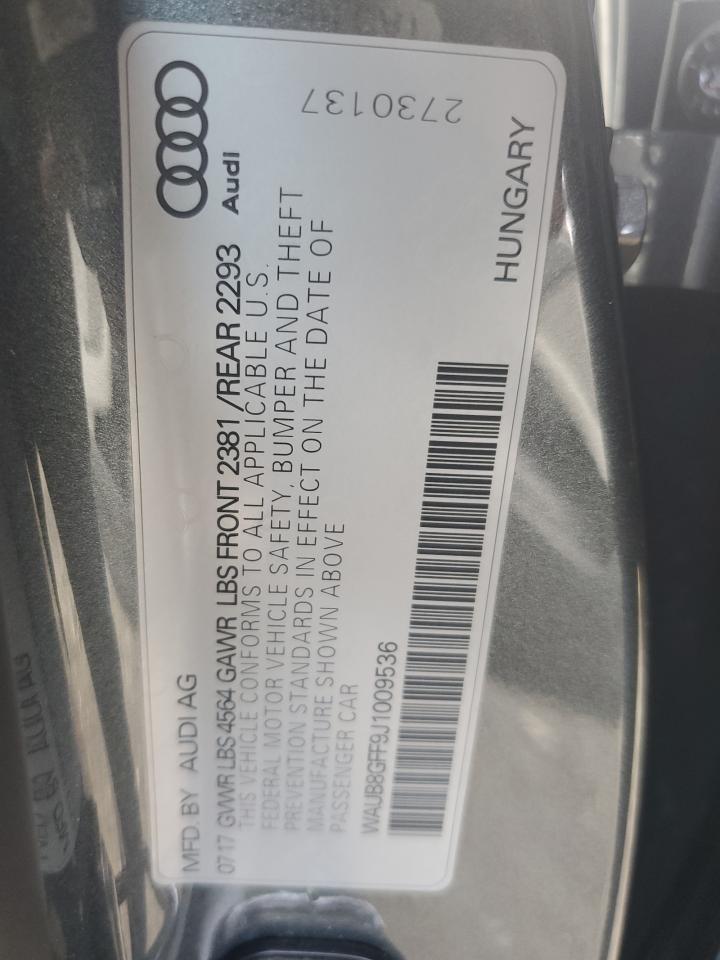 Audi
2730137
MFD. BY AUDI AG
07 17 GVWR LBS 4564 GAWR LBS FRONT 2381 /REAR 2293
THIS VEHICLE CONFORMS TO ALL APPLICABLE U.S.
FEDERAL MOTOR VEHICLE SAFETY, BUMPER AND THEFT
PREVENTION STANDARDS IN EFFECT ON THE DATE OF
MANUFACTURE SHOWN ABOVE
PASSENGER CAR
WAUB8GFF9J1009536
HUNGARY